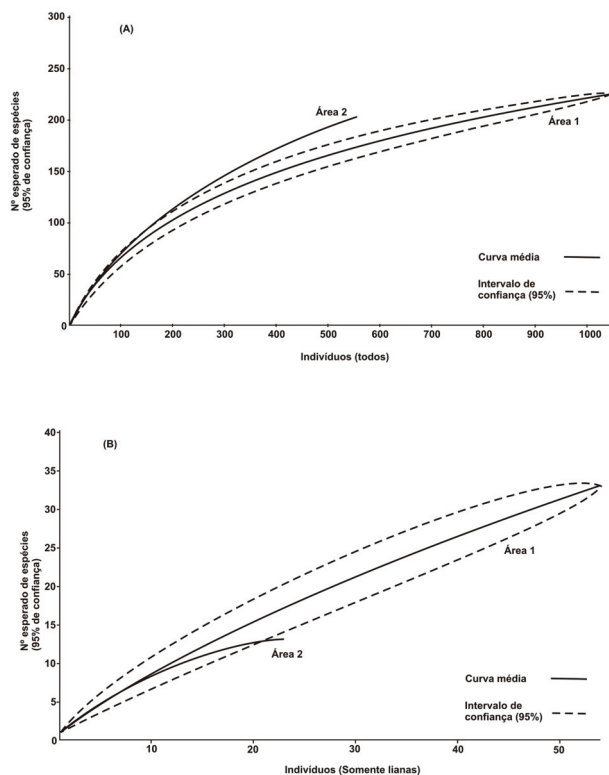 (A)
300
250
200
150
100
50
0
Nº esperado de espécies
(95% de confiança)
Área 2
Área 1
Curva média
Intervalo de
confiança (95%)
100 200 300 400 500 600 700 800 900 1000
Indivíduos (todos)
(B)
40
35
30
25
20
15
10
5
0
Nº esperado de espécies
(95% de confiança)
Área 1
Área 2
Curva média
Intervalo de
confiança (95%)
10 20 30 40 50
Indivíduos (Somente lianas)